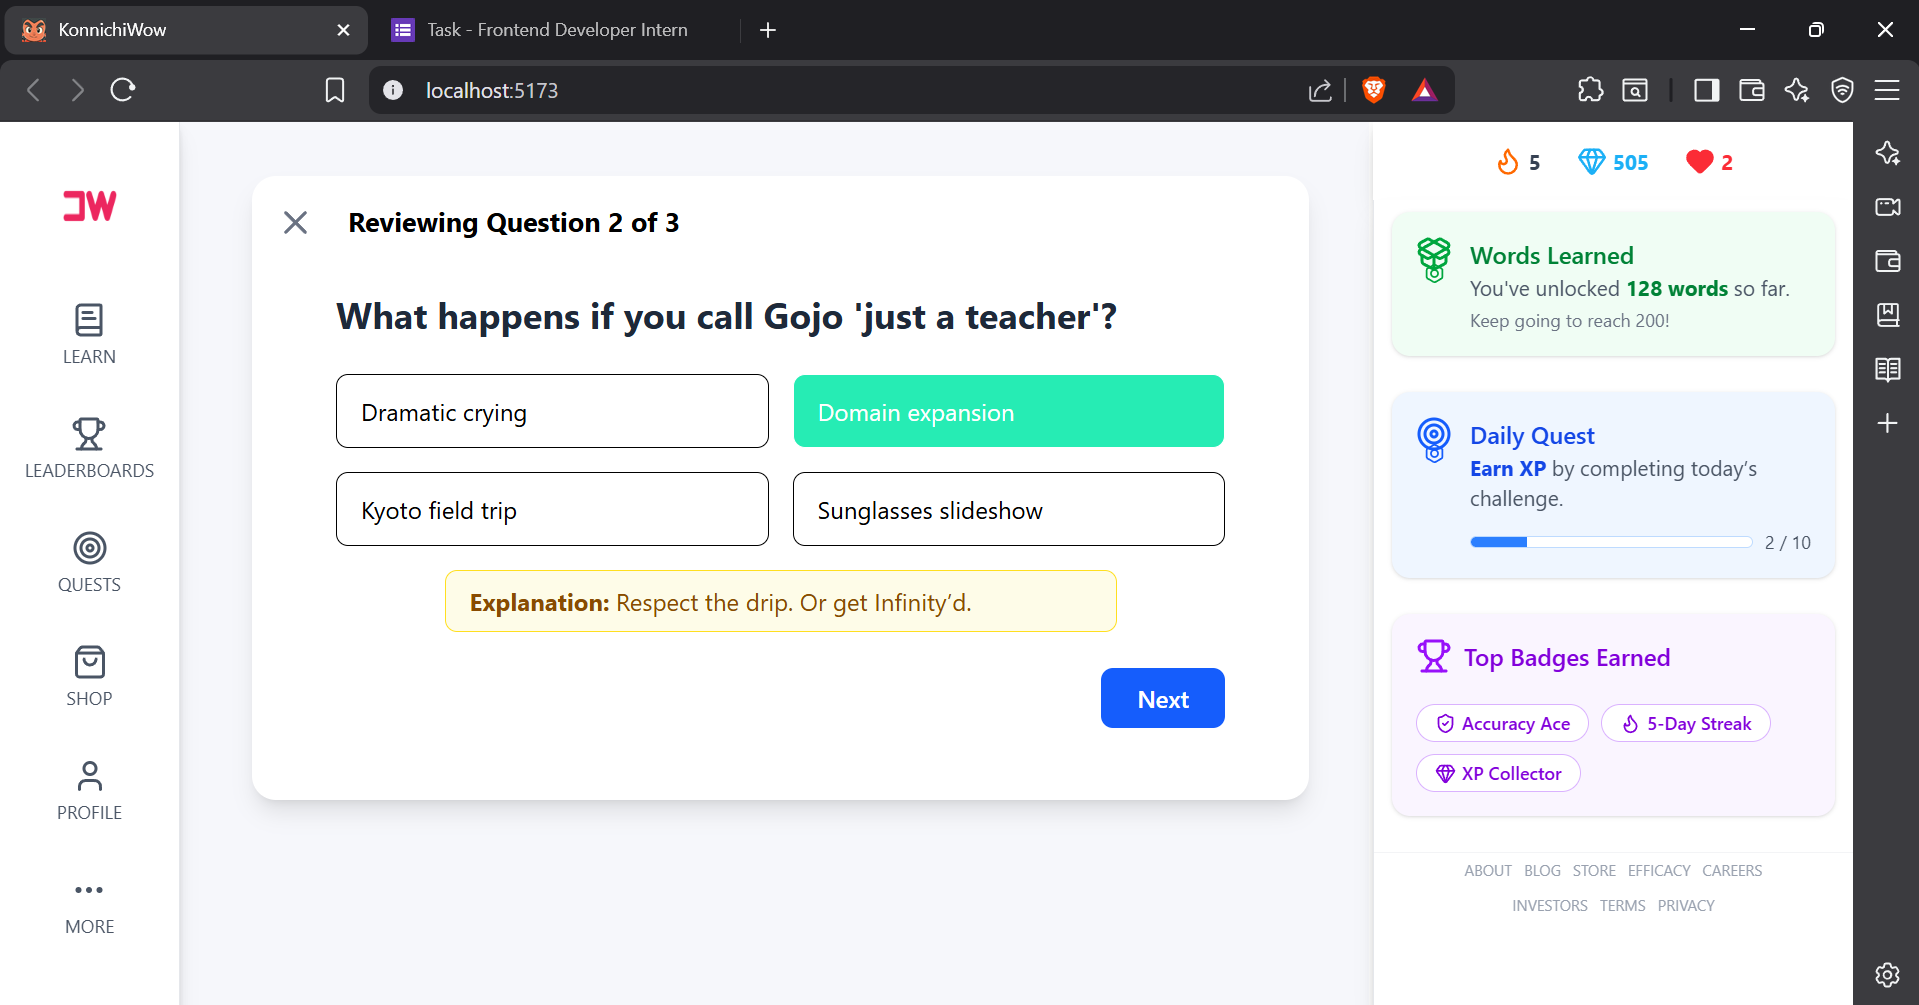 KonnichiWow
Task - Frontend Developer Intern
localhost:5173
LEARN
LEADERBOARDS
QUESTS
SHOP
PROFILE
MORE
Reviewing Question 2 of 3
What happens if you call Gojo 'just a teacher'?
Dramatic crying
Domain expansion
Kyoto field trip
Sunglasses slideshow
Explanation: Respect the drip. Or get Infinity’d.
Next
5
505
2
Words Learned
You've unlocked 128 words so far.
Keep going to reach 200!
Daily Quest
Earn XP by completing today’s
challenge.
2 / 10
Top Badges Earned
Accuracy Ace
5-Day Streak
XP Collector
ABOUT BLOG STORE EFFICACY CAREERS
INVESTORS TERMS PRIVACY